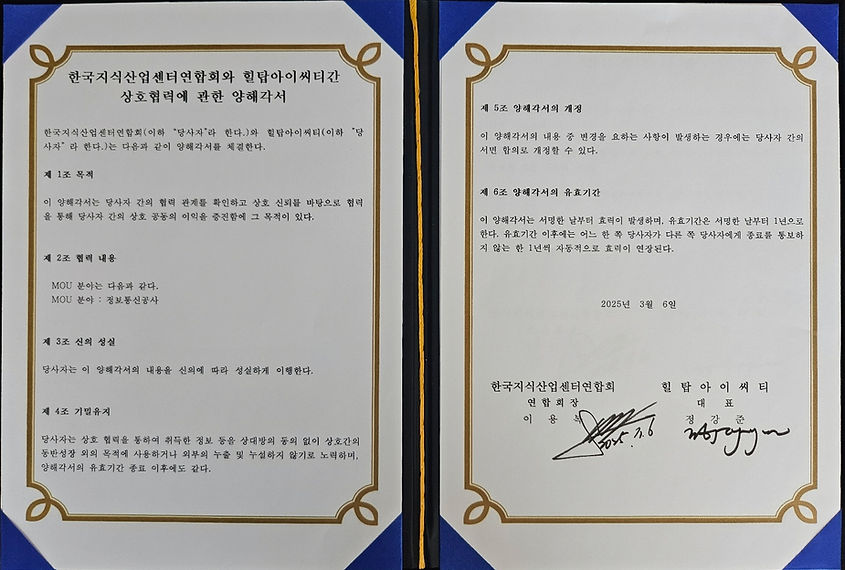 한국지식산업센터연합회와 힐탑아이씨티간
상호협력에 관한 양해각서
한국지식산업센터연합회(이하 "당사자"라 한다.)와 힐탑아이씨티(이하 "당
사자" 라 한다.)는 다음과 같이 양해각서를 체결한다.
제 1조 목적
이 양해각서는 당사자 간의 협력 관계를 확인하고 상호 신뢰를 바탕으로 협력
을 통해 당사자 간의 상호 공동의 이익을 증진함에 그 목적이 있다.
제 2조 협력 내용
MOU 분야는 다음과 같다.
MOU 분야 : 정보통신공사
제 3조 신의 성실
당사자는 이 양해각서의 내용을 신의에 따라 성실하게 이행한다.
제 4조 기밀유지
당사자는 상호 협력을 통하여 취득한 정보 등을 상대방의 동의 없이 상호간의
동반성장 외의 목적에 사용하거나 외부의 누출 및 누설하지 않기로 노력하며,
양해각서의 유효기간 종료 이후에도 같다.
제 5조 양해각서의 개정
이 양해각서의 내용 중 변경을 요하는 사항이 발생하는 경우에는 당사자 간의
서면 합의로 개정할 수 있다.
제 6조 양해각서의 유효기간
이 양해각서는 서명한 날부터 효력이 발생하며, 유효기간은 서명한 날부터 1년으로
한다. 유효기간 이후에는 어느 한 쪽 당사자가 다른 쪽 당사자에게 종료를 통보하
지 않는 한 1년씩 자동적으로 효력이 연장된다.
2025년 3월 6일
한국지식산업센터연합회 힐탑아이씨티
연합회장 대표
이용 정강준
2025. 3. 6